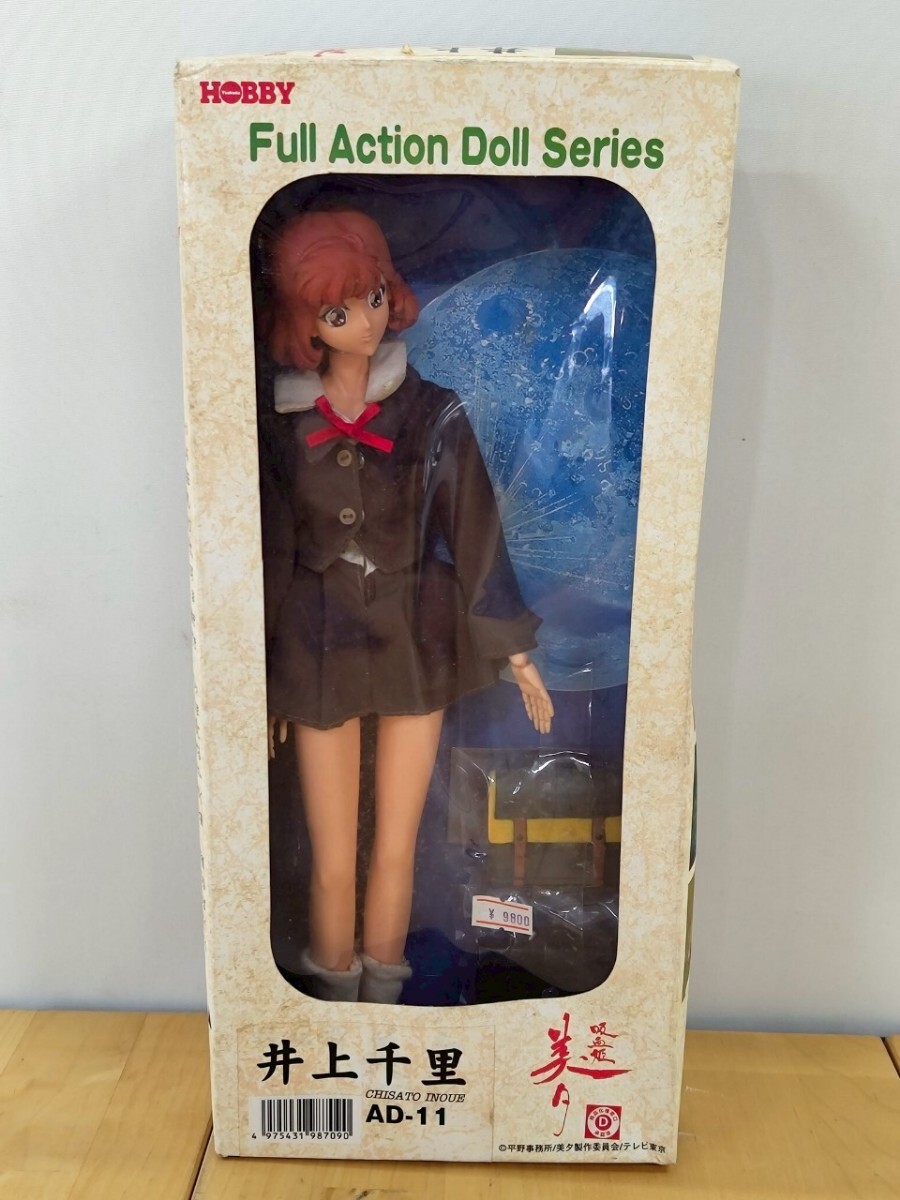 HOBBY
Full Action Doll Series
¥ 9800
井上千里
CHISATO INOUE
AD-11
4 975431 987090
吸血姫
美夕
D
©平野事務所/美夕製作委員会/テレビ東京